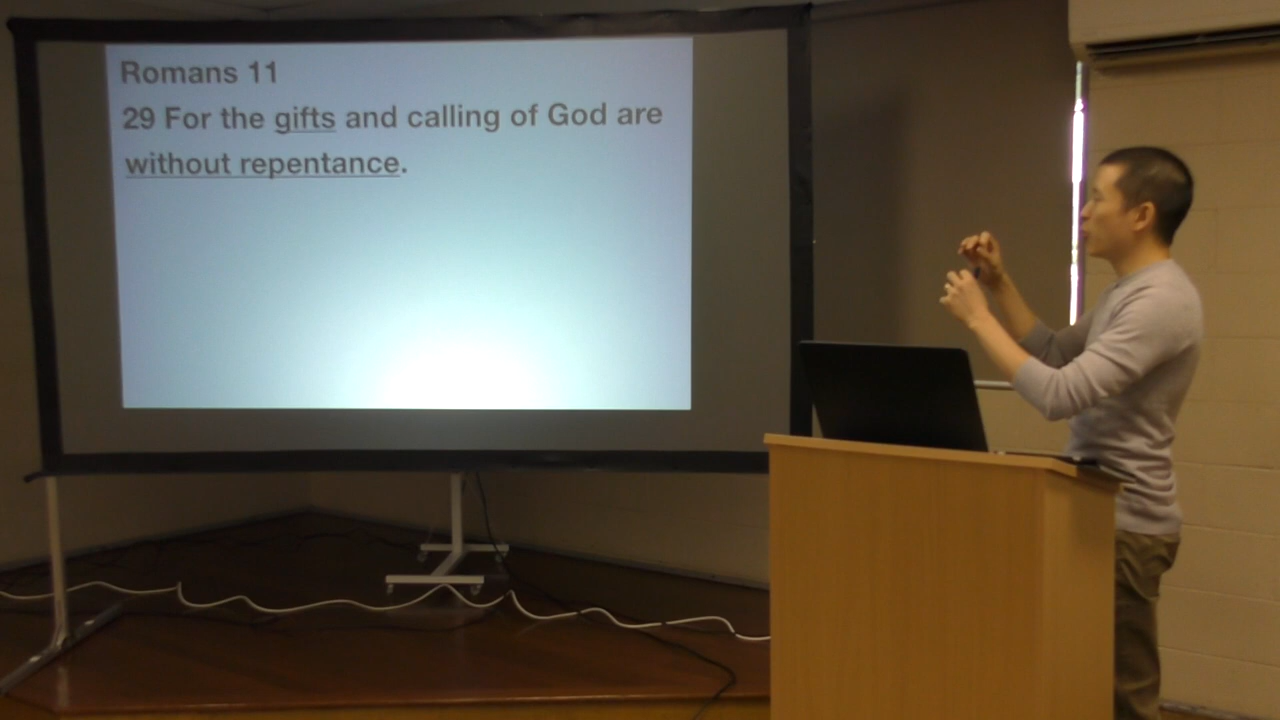 Romans 11
29 For the gifts and calling of God are
without repentance.